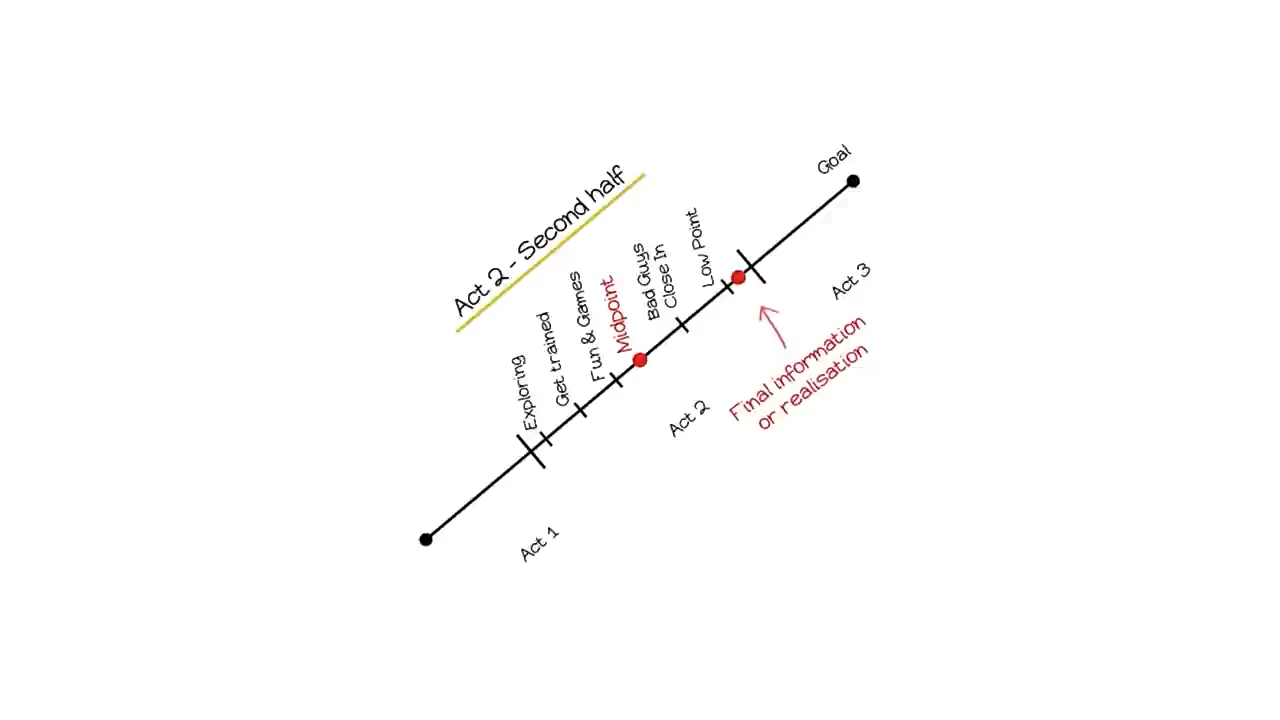 Act 2 - Second half
Exploring
Get trained
Fun & Games
Midpoint
Bad Guys
Close In
Low Point
Goal
Act 1
Act 2
Act 3
Final information
or realisation